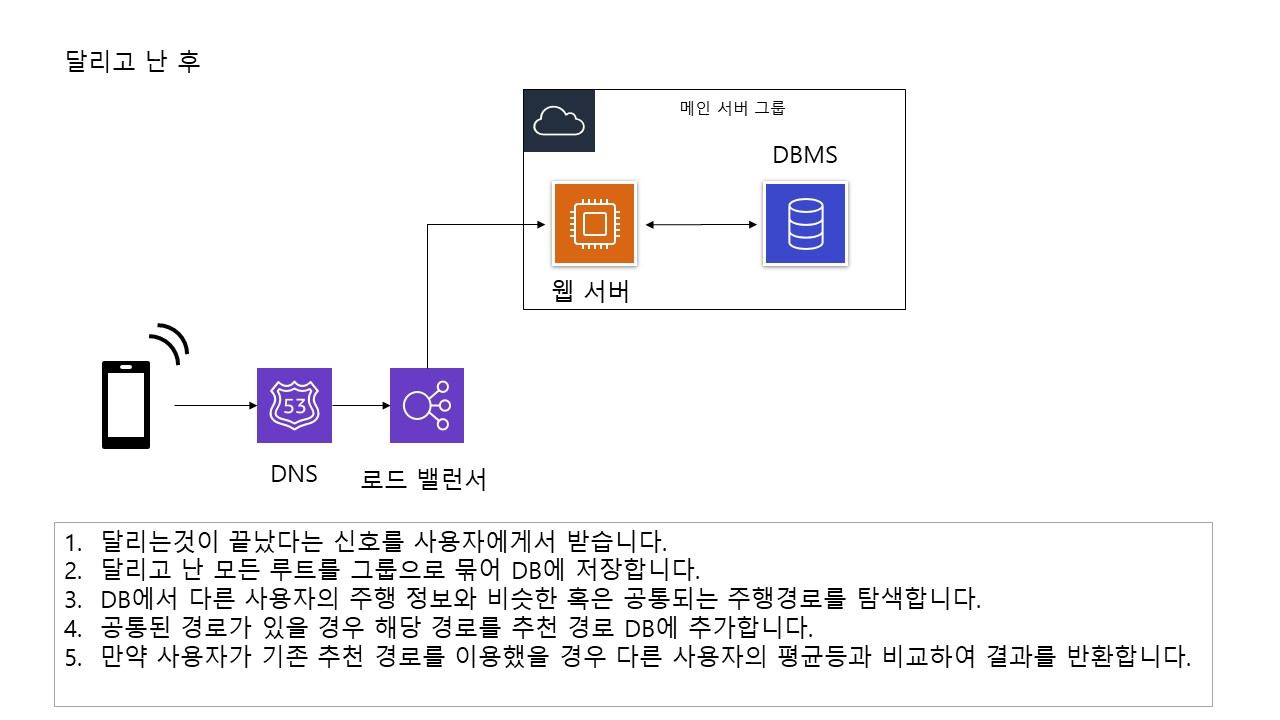 달리고 난 후
메인 서버 그룹
DBMS
웹 서버
53
DNS
로드 밸런서
1. 달리는것이 끝났다는 신호를 사용자에게서 받습니다.
2. 달리고 난 모든 루트를 그룹으로 묶어 DB에 저장합니다.
3. DB에서 다른 사용자의 주행 정보와 비슷한 혹은 공통되는 주행경로를 탐색합니다.
4. 공통된 경로가 있을 경우 해당 경로를 추천 경로 DB에 추가합니다.
5. 만약 사용자가 기존 추천 경로를 이용했을 경우 다른 사용자의 평균등과 비교하여 결과를 반환합니다.